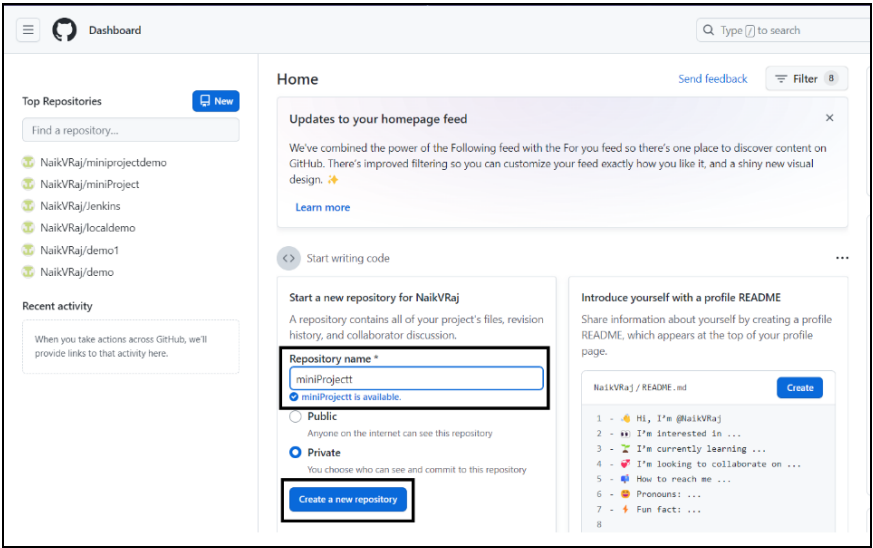 Dashboard
Type / to search
Top Repositories
New
Find a repository...
NaikVRaj/miniprojectdemo
NaikVRaj/miniProject
NaikVRaj/Jenkins
NaikVRaj/localdemo
NaikVRaj/demo1
NaikVRaj/demo
Recent activity
When you take actions across GitHub, we'll
provide links to that activity here.
Home
Send feedback
Filter 8
Updates to your homepage feed
We've combined the power of the Following feed with the For you feed so there's one place to discover content on
GitHub. There's improved filtering so you can customize your feed exactly how you like it, and a shiny new visual
design. ✨
Learn more
Start writing code
Start a new repository for NaikVRaj
A repository contains all of your project's files, revision
history, and collaborator discussion.
Repository name *
miniProjectt
miniProjectt is available.
Public
Anyone on the internet can see this repository
Private
You choose who can see and commit to this repository
Create a new repository
Introduce yourself with a profile README
Share information about yourself by creating a profile
README, which appears at the top of your profile
page.
NaikVRaj / README.md
Create
1 - 👋 Hi, I'm @NaikVRaj
2 - 👀 I'm interested in ...
3 - 🌱 I'm currently learning ...
4 - 💞️ I'm looking to collaborate on ...
5 - 📫 How to reach me ...
6 - 😄 Pronouns: ...
7 - ⚡ Fun fact: ...
8